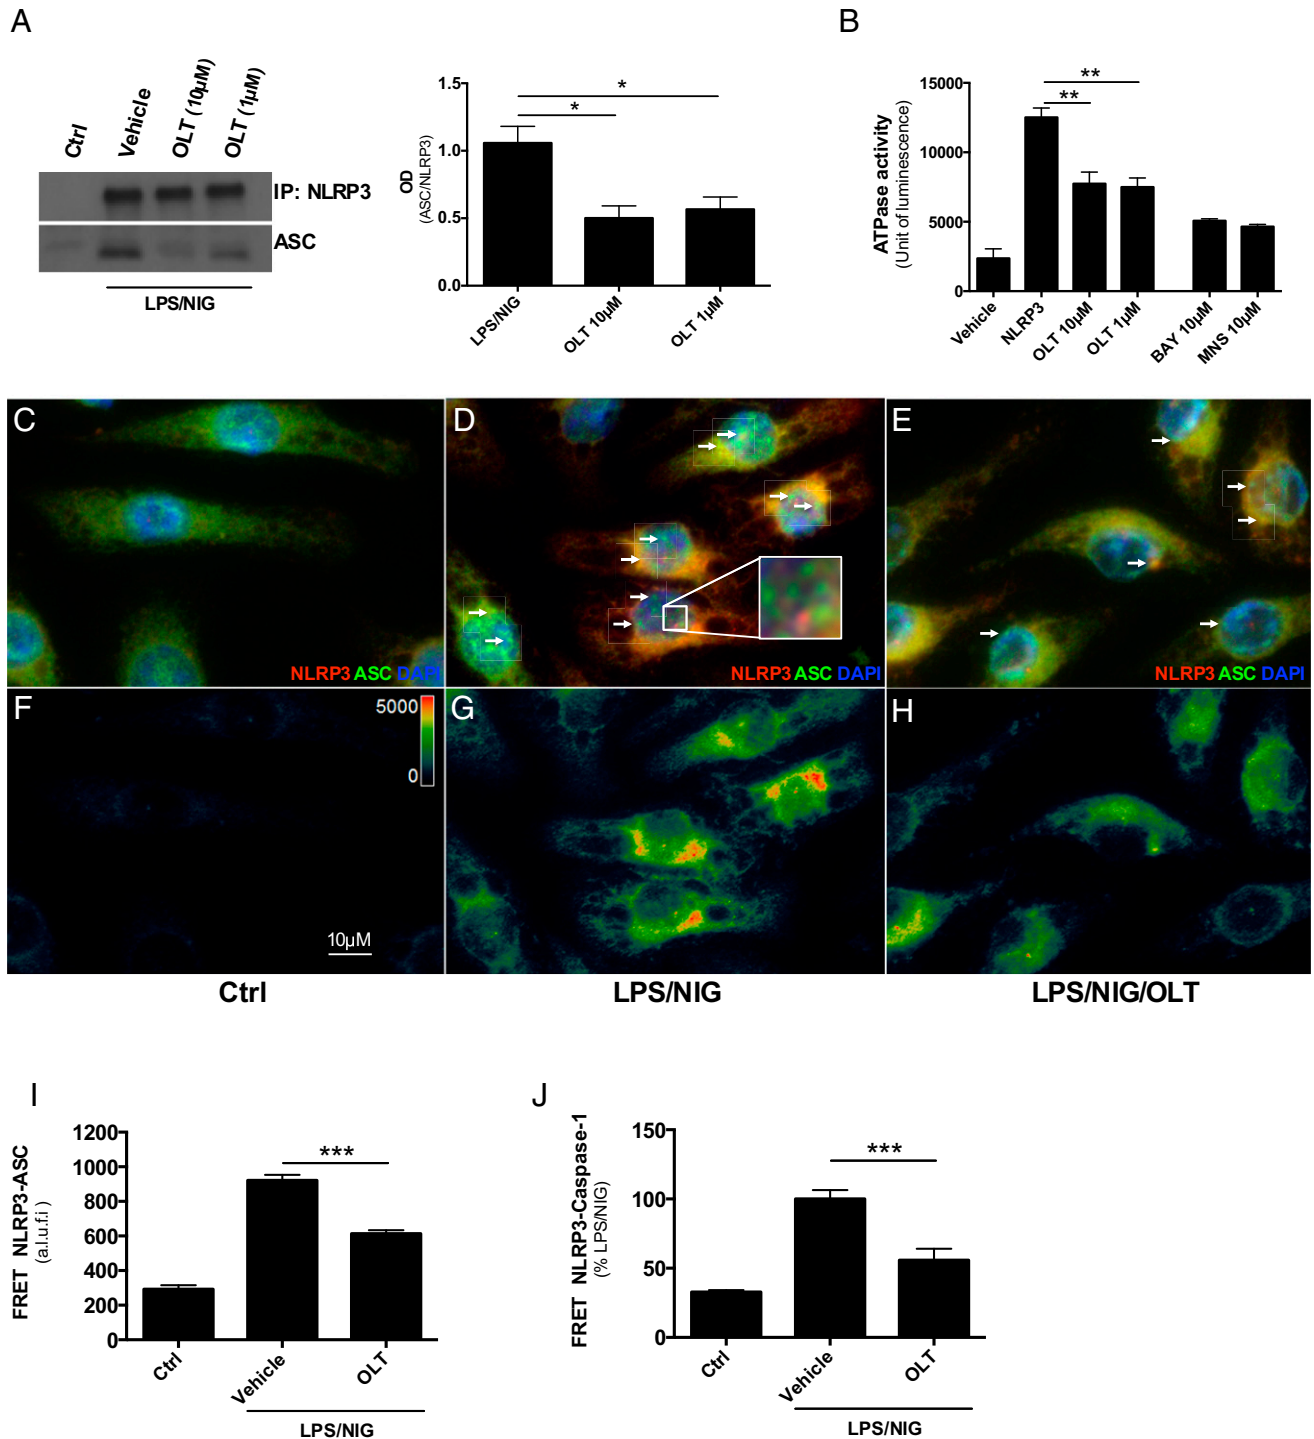 A
B
Ctrl
Vehicle
OLT (10µM)
OLT (1µM)
IP: NLRP3
ASC
LPS/NIG
OD
(ASC/NLRP3)
1.5
1.0
0.5
0.0
*
*
LPS/NIG
OLT 10µM
OLT 1µM
ATPase activity
(Unit of luminescence)
15000
10000
5000
0
**
**
Vehicle
NLRP3
OLT 10µM
OLT 1µM
BAY 10µM
MNS 10µM
C
D
E
NLRP3 ASC DAPI
NLRP3 ASC DAPI
NLRP3 ASC DAPI
F
5000
0
10µM
G
H
Ctrl
LPS/NIG
LPS/NIG/OLT
I
J
FRET NLRP3-ASC
(a.l.u.f.i)
1200
1000
800
600
400
200
0
***
Ctrl
Vehicle
OLT
LPS/NIG
FRET NLRP3-Caspase-1
(% LPS/NIG)
150
100
50
0
***
Ctrl
Vehicle
OLT
LPS/NIG